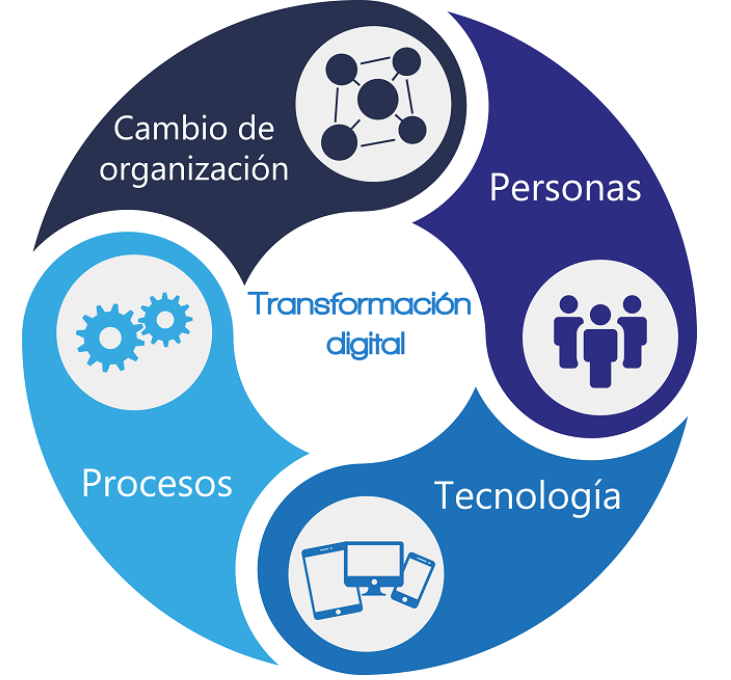 Cambio de
organización
Personas
Transformación
digital
Procesos
Tecnología